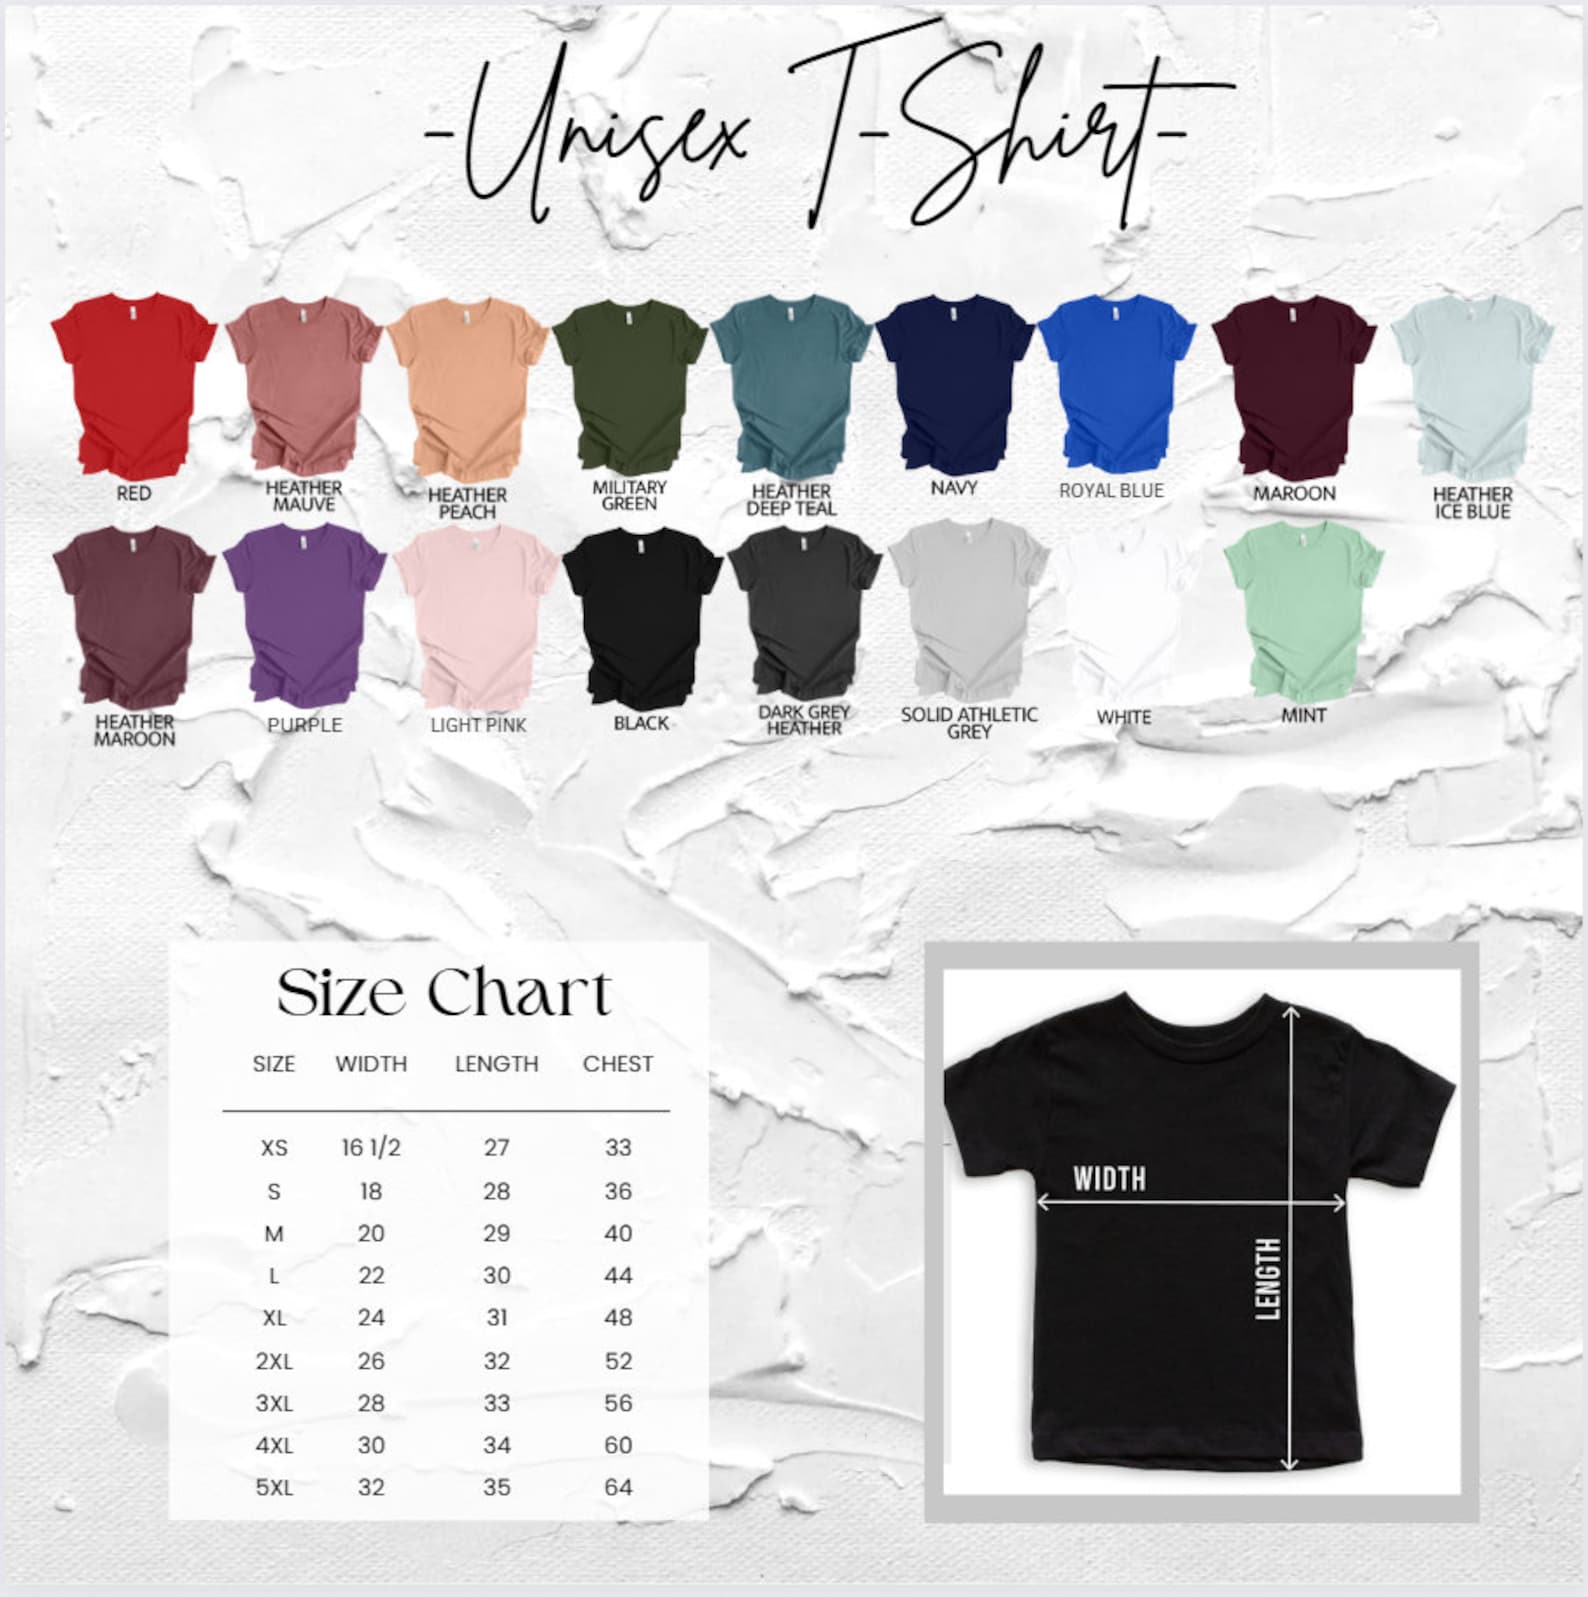 -Unisex T-Shirt-
RED
HEATHER
MAUVE
HEATHER
PEACH
MILITARY
GREEN
HEATHER
DEEP TEAL
NAVY
ROYAL BLUE
MAROON
HEATHER
ICE BLUE
HEATHER
MAROON
PURPLE
LIGHT PINK
BLACK
DARK GREY
HEATHER
SOLID ATHLETIC
GREY
WHITE
MINT
Size Chart
SIZE WIDTH LENGTH CHEST
XS 16 1/2 27 33
S 18 28 36
M 20 29 40
L 22 30 44
XL 24 31 48
2XL 26 32 52
3XL 28 33 56
4XL 30 34 60
5XL 32 35 64
WIDTH
LENGTH